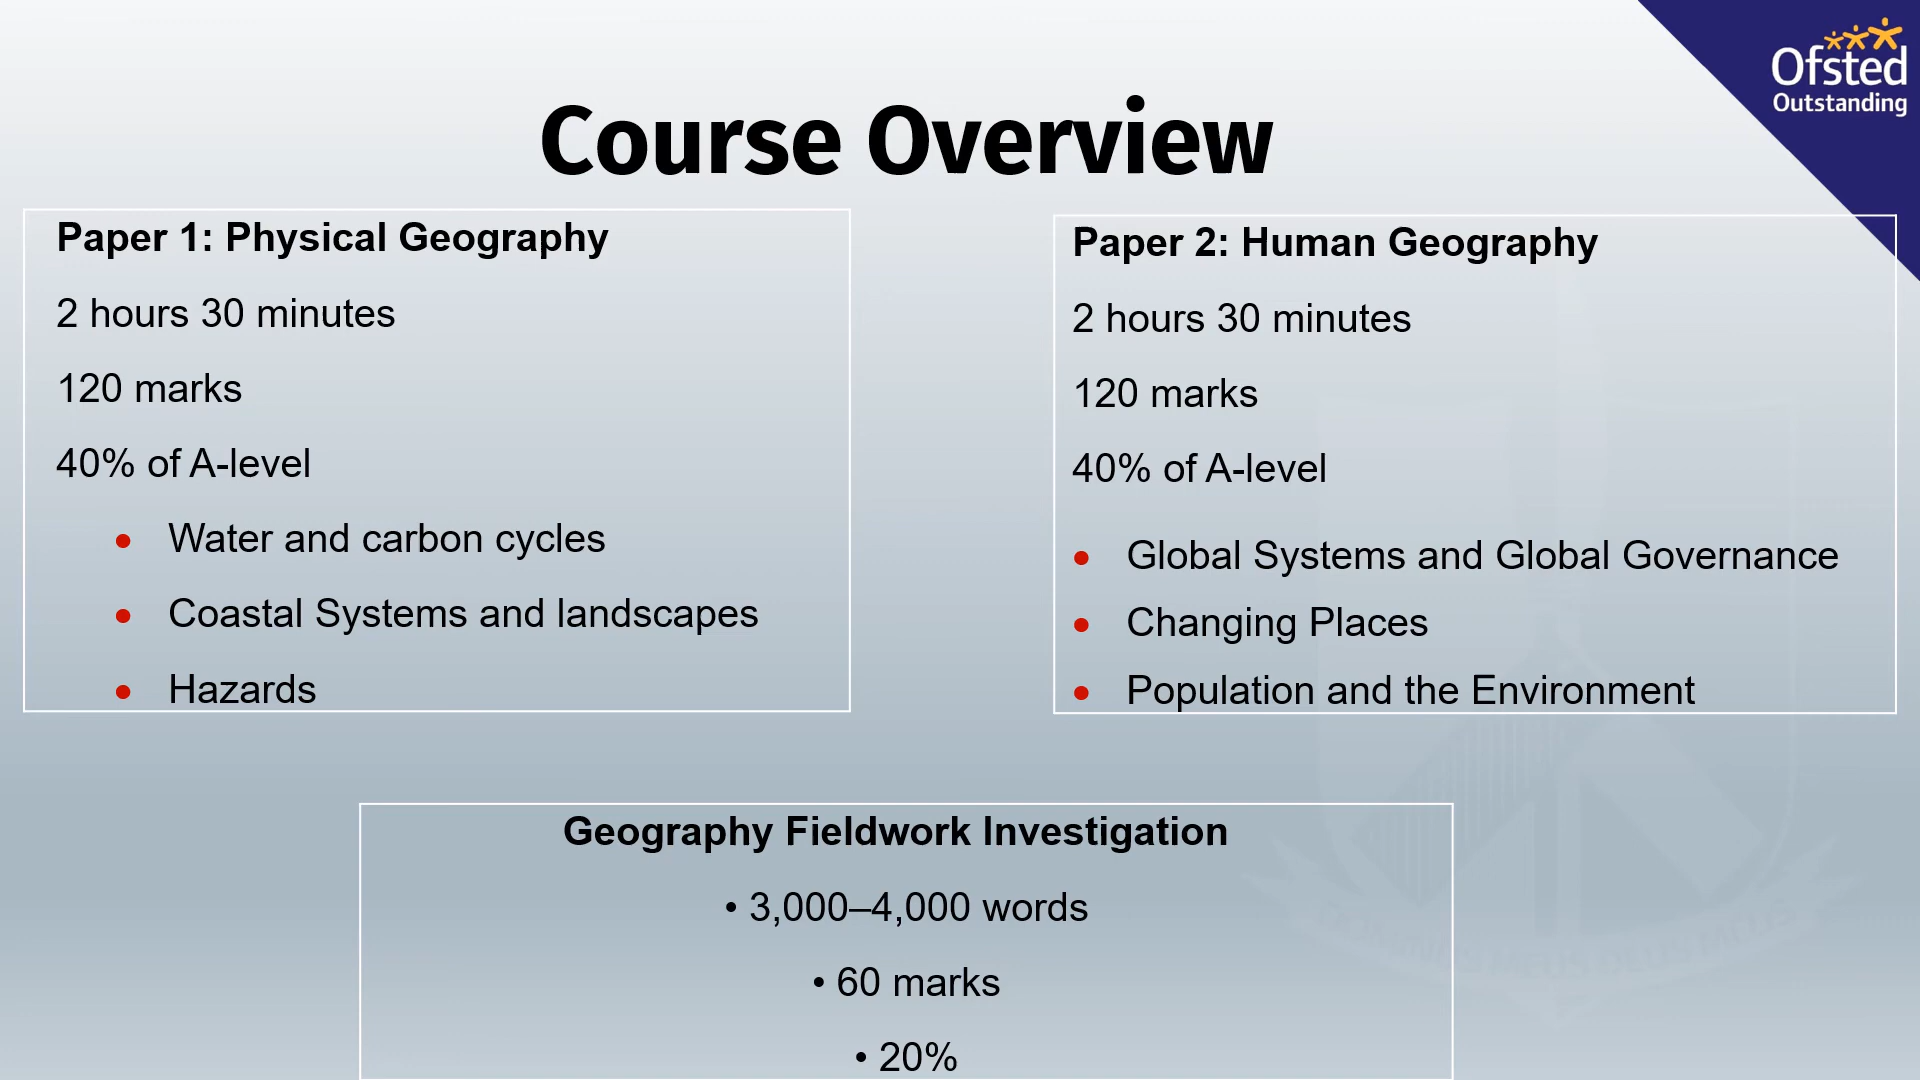 Ofsted
Outstanding
Course Overview
Paper 1: Physical Geography
2 hours 30 minutes
120 marks
40% of A-level
• Water and carbon cycles
• Coastal Systems and landscapes
• Hazards
Paper 2: Human Geography
2 hours 30 minutes
120 marks
40% of A-level
• Global Systems and Global Governance
• Changing Places
• Population and the Environment
Geography Fieldwork Investigation
• 3,000–4,000 words
• 60 marks
• 20%